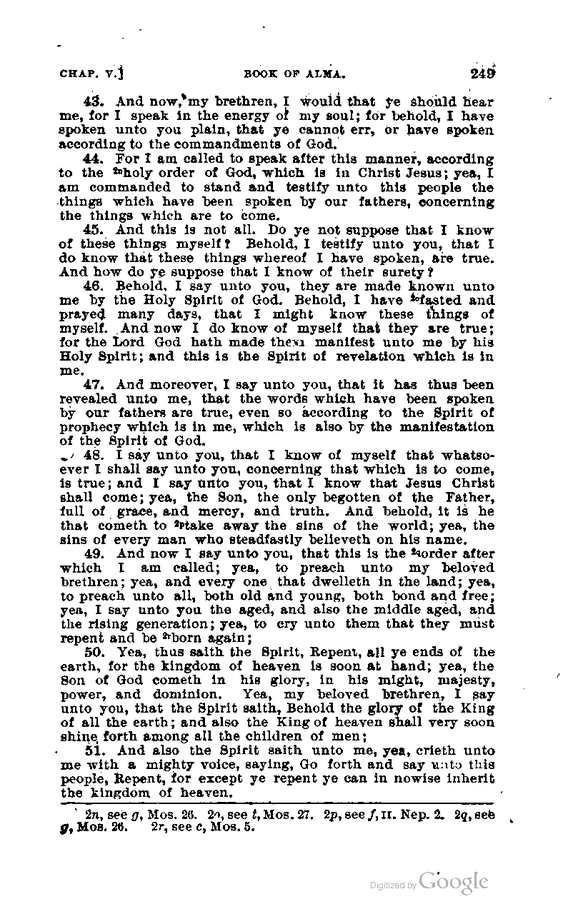 CHAP. V.] BOOK OF ALMA. 249
43. And now, my brethren, I would that ye should hear
me, for I speak in the energy of my soul; for behold, I have
spoken unto you plain, that ye cannot err, or have spoken
according to the commandments of God.
44. For I am called to speak after this manner, according
to the 2nholy order of God, which is in Christ Jesus; yea, I
am commanded to stand and testify unto this people the
things which have been spoken by our fathers, concerning
the things which are to come.
45. And this is not all. Do ye not suppose that I know
of these things myself? Behold, I testify unto you, that I
do know that these things whereof I have spoken, are true.
And how do ye suppose that I know of their surety?
46. Behold, I say unto you, they are made known unto
me by the Holy Spirit of God. Behold, I have 2ofasted and
prayed many days, that I might know these things of
myself. And now I do know of myself that they are true;
for the Lord God hath made them manifest unto me by his
Holy Spirit; and this is the Spirit of revelation which is in
me.
47. And moreover, I say unto you, that it has thus been
revealed unto me, that the words which have been spoken
by our fathers are true, even so according to the Spirit of
prophecy which is in me, which is also by the manifestation
of the Spirit of God.
48. I say unto you, that I know of myself that whatso-
ever I shall say unto you, concerning that which is to come,
is true; and I say unto you, that I know that Jesus Christ
shall come; yea, the Son, the only begotten of the Father,
full of grace, and mercy, and truth. And behold, it is he
that cometh to 2ptake away the sins of the world; yea, the
sins of every man who steadfastly believeth on his name.
49. And now I say unto you, that this is the 2qorder after
which I am called; yea, to preach unto my beloved
brethren; yea, and every one that dwelleth in the land; yea,
to preach unto all, both old and young, both bond and free;
yea, I say unto you the aged, and also the middle aged, and
the rising generation; yea, to cry unto them that they must
repent and be 2rborn again;
50. Yea, thus saith the Spirit, Repent, all ye ends of the
earth, for the kingdom of heaven is soon at hand; yea, the
Son of God cometh in his glory, in his might, majesty,
power, and dominion. Yea, my beloved brethren, I say
unto you, that the Spirit saith, Behold the glory of the King
of all the earth; and also the King of heaven shall very soon
shine forth among all the children of men;
51. And also the Spirit saith unto me, yea, crieth unto
me with a mighty voice, saying, Go forth and say unto this
people, Repent, for except ye repent ye can in nowise inherit
the kingdom of heaven.
2n, see g, Mos. 26. 2o, see t, Mos. 27. 2p, see f, II. Nep. 2. 2q, see
g, Mos. 26. 2r, see c, Mos. 5.
Digitized by Google